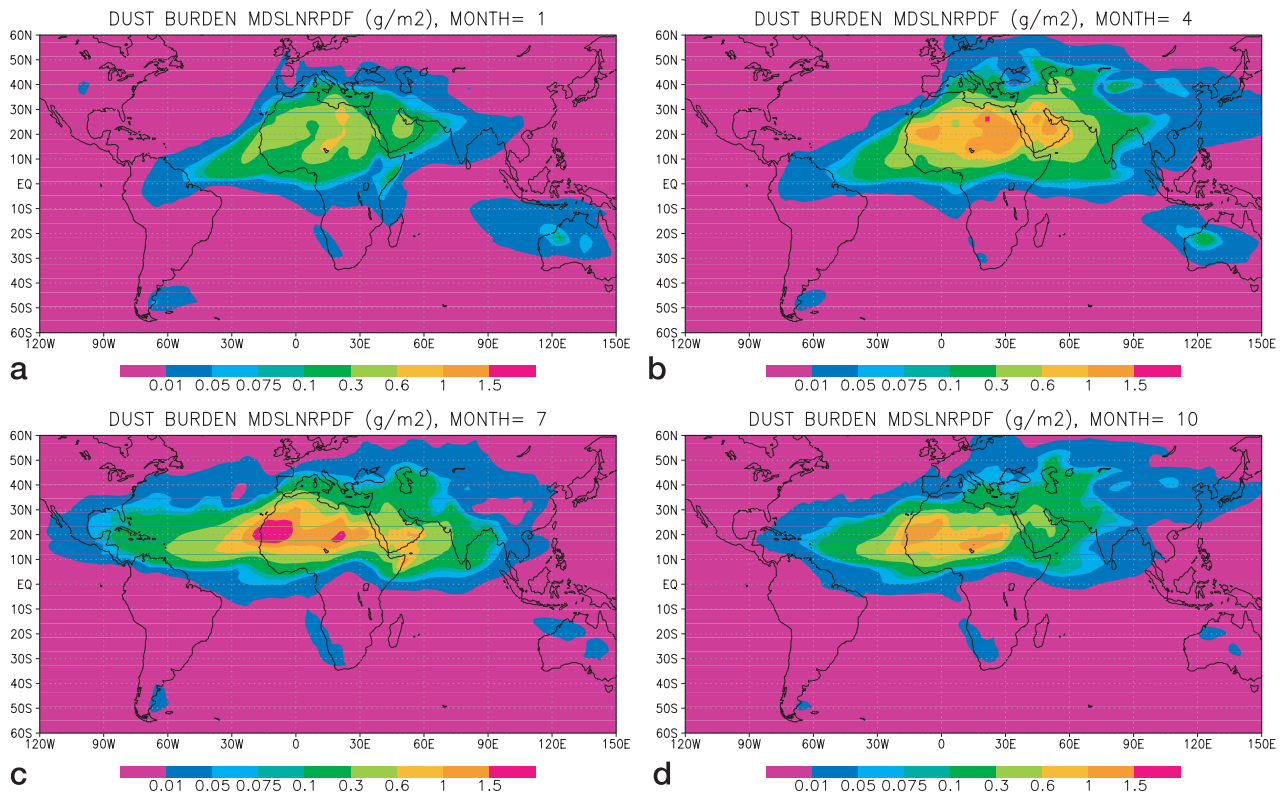 DUST BURDEN MDSLNRPDF (g/m2), MONTH= 1
60N
50N
40N
30N
20N
10N
EQ
10S
20S
30S
40S
50S
60S
120W 90W 60W 30W 0 30E 60E 90E 120E 150E
a
0.01 0.05 0.075 0.1 0.3 0.6 1 1.5
DUST BURDEN MDSLNRPDF (g/m2), MONTH= 4
60N
50N
40N
30N
20N
10N
EQ
10S
20S
30S
40S
50S
60S
120W 90W 60W 30W 0 30E 60E 90E 120E 150E
b
0.01 0.05 0.075 0.1 0.3 0.6 1 1.5
DUST BURDEN MDSLNRPDF (g/m2), MONTH= 7
60N
50N
40N
30N
20N
10N
EQ
10S
20S
30S
40S
50S
60S
120W 90W 60W 30W 0 30E 60E 90E 120E 150E
c
0.01 0.05 0.075 0.1 0.3 0.6 1 1.5
DUST BURDEN MDSLNRPDF (g/m2), MONTH= 10
60N
50N
40N
30N
20N
10N
EQ
10S
20S
30S
40S
50S
60S
120W 90W 60W 30W 0 30E 60E 90E 120E 150E
d
0.01 0.05 0.075 0.1 0.3 0.6 1 1.5